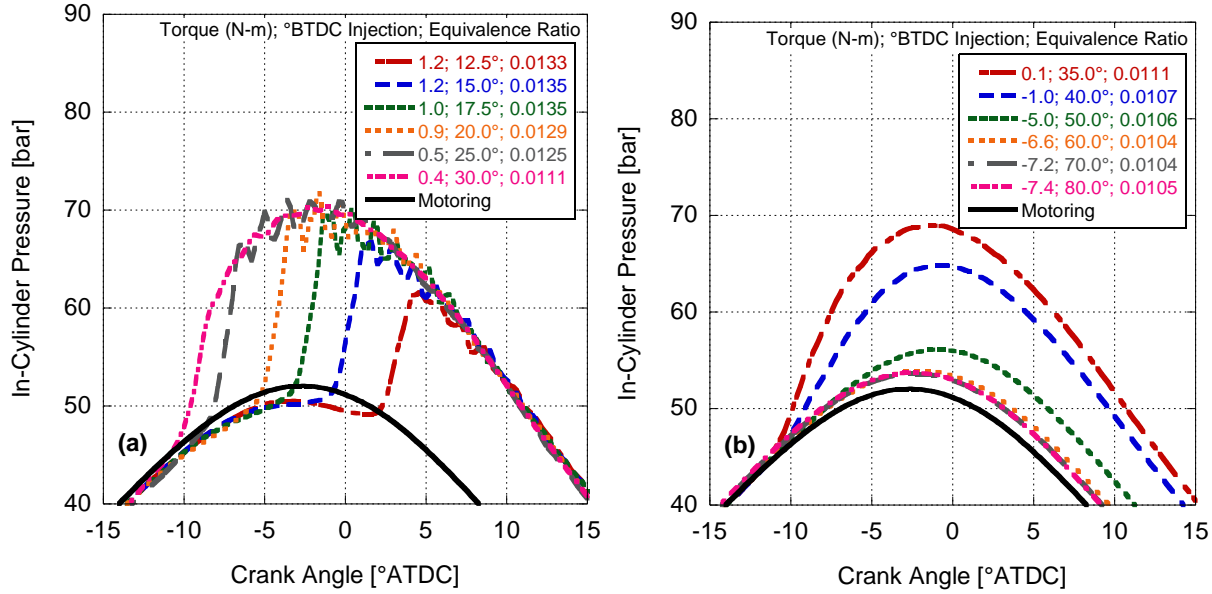 Torque (N-m); °BTDC Injection; Equivalence Ratio
1.2; 12.5°; 0.0133
1.2; 15.0°; 0.0135
1.0; 17.5°; 0.0135
0.9; 20.0°; 0.0129
0.5; 25.0°; 0.0125
0.4; 30.0°; 0.0111
Motoring
In-Cylinder Pressure [bar]
90
80
70
60
50
40
(a)
-15 -10 -5 0 5 10 15
Crank Angle [°ATDC]
Torque (N-m); °BTDC Injection; Equivalence Ratio
0.1; 35.0°; 0.0111
-1.0; 40.0°; 0.0107
-5.0; 50.0°; 0.0106
-6.6; 60.0°; 0.0104
-7.2; 70.0°; 0.0104
-7.4; 80.0°; 0.0105
Motoring
In-Cylinder Pressure [bar]
90
80
70
60
50
40
(b)
-15 -10 -5 0 5 10 15
Crank Angle [°ATDC]